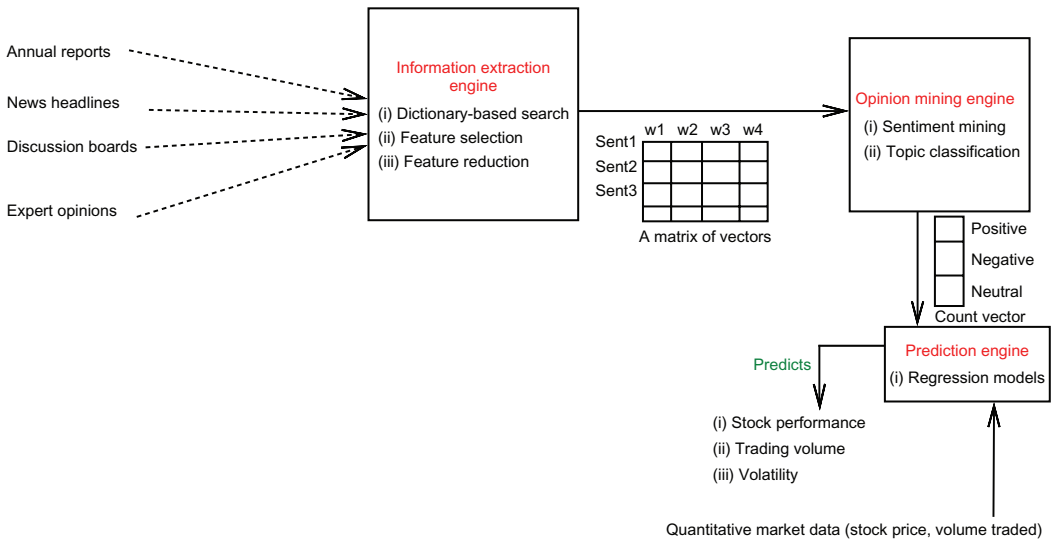 Annual reports
News headlines
Discussion boards
Expert opinions
Information extraction
engine
(i) Dictionary-based search
(ii) Feature selection
(iii) Feature reduction
w1 w2 w3 w4
Sent1
Sent2
Sent3
A matrix of vectors
Opinion mining engine
(i) Sentiment mining
(ii) Topic classification
Positive
Negative
Neutral
Count vector
Prediction engine
(i) Regression models
Predicts
(i) Stock performance
(ii) Trading volume
(iii) Volatility
Quantitative market data (stock price, volume traded)